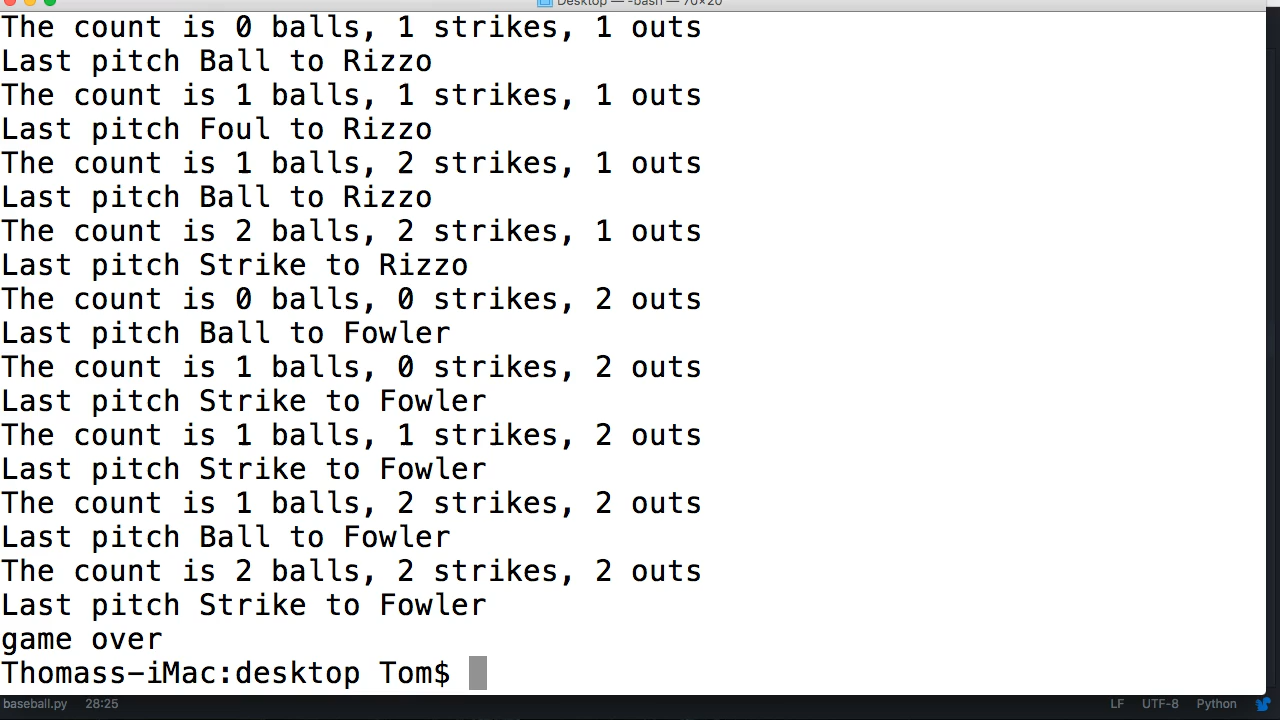 Desktop — -bash — 70×20
The count is 0 balls, 1 strikes, 1 outs
Last pitch Ball to Rizzo
The count is 1 balls, 1 strikes, 1 outs
Last pitch Foul to Rizzo
The count is 1 balls, 2 strikes, 1 outs
Last pitch Ball to Rizzo
The count is 2 balls, 2 strikes, 1 outs
Last pitch Strike to Rizzo
The count is 0 balls, 0 strikes, 2 outs
Last pitch Ball to Fowler
The count is 1 balls, 0 strikes, 2 outs
Last pitch Strike to Fowler
The count is 1 balls, 1 strikes, 2 outs
Last pitch Strike to Fowler
The count is 1 balls, 2 strikes, 2 outs
Last pitch Ball to Fowler
The count is 2 balls, 2 strikes, 2 outs
Last pitch Strike to Fowler
game over
Thomass-iMac:desktop Tom$
baseball.py 28:25 LF UTF-8 Python